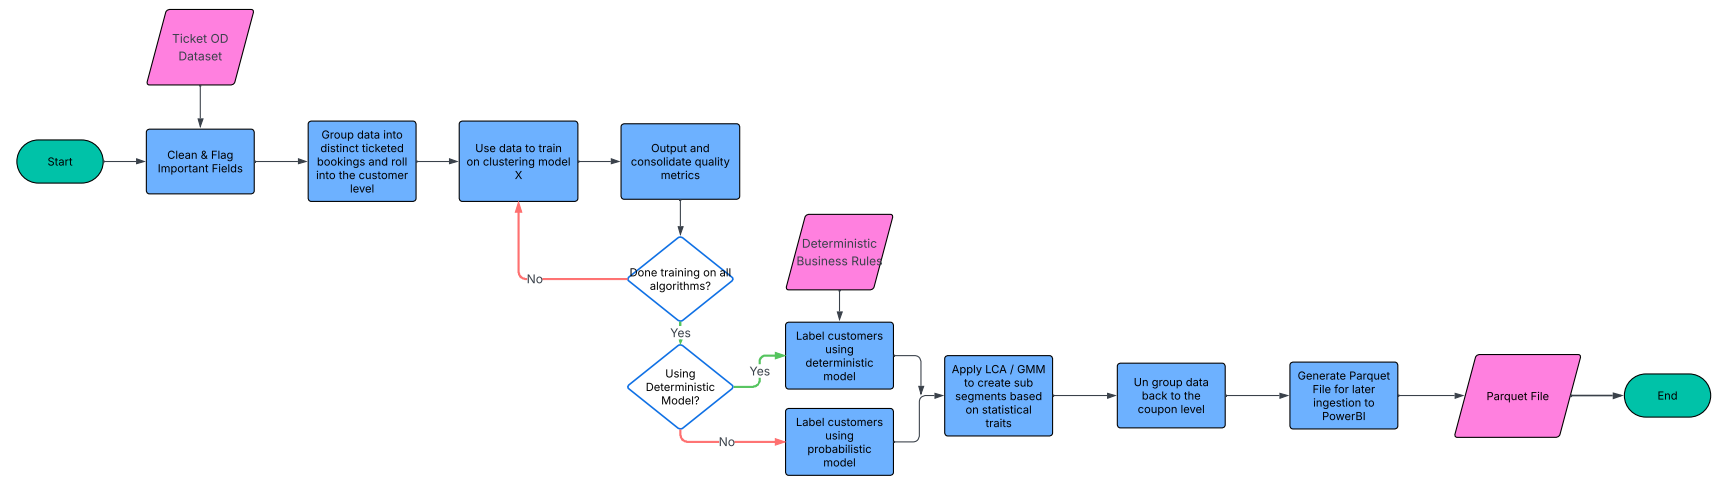 Ticket OD
Dataset
Start
Clean & Flag
Important Fields
Group data into
distinct ticketed
bookings and roll
into the customer
level
Use data to train
on clustering model
X
Output and
consolidate quality
metrics
Done training on all
algorithms?
No
Yes
Using
Deterministic
Model?
Yes
No
Deterministic
Business Rules
Label customers
using
deterministic
model
Label customers
using
probabilistic
model
Apply LCA / GMM
to create sub
segments based
on statistical
traits
Un group data
back to the
coupon level
Generate Parquet
File for later
ingestion to
PowerBI
Parquet File
End